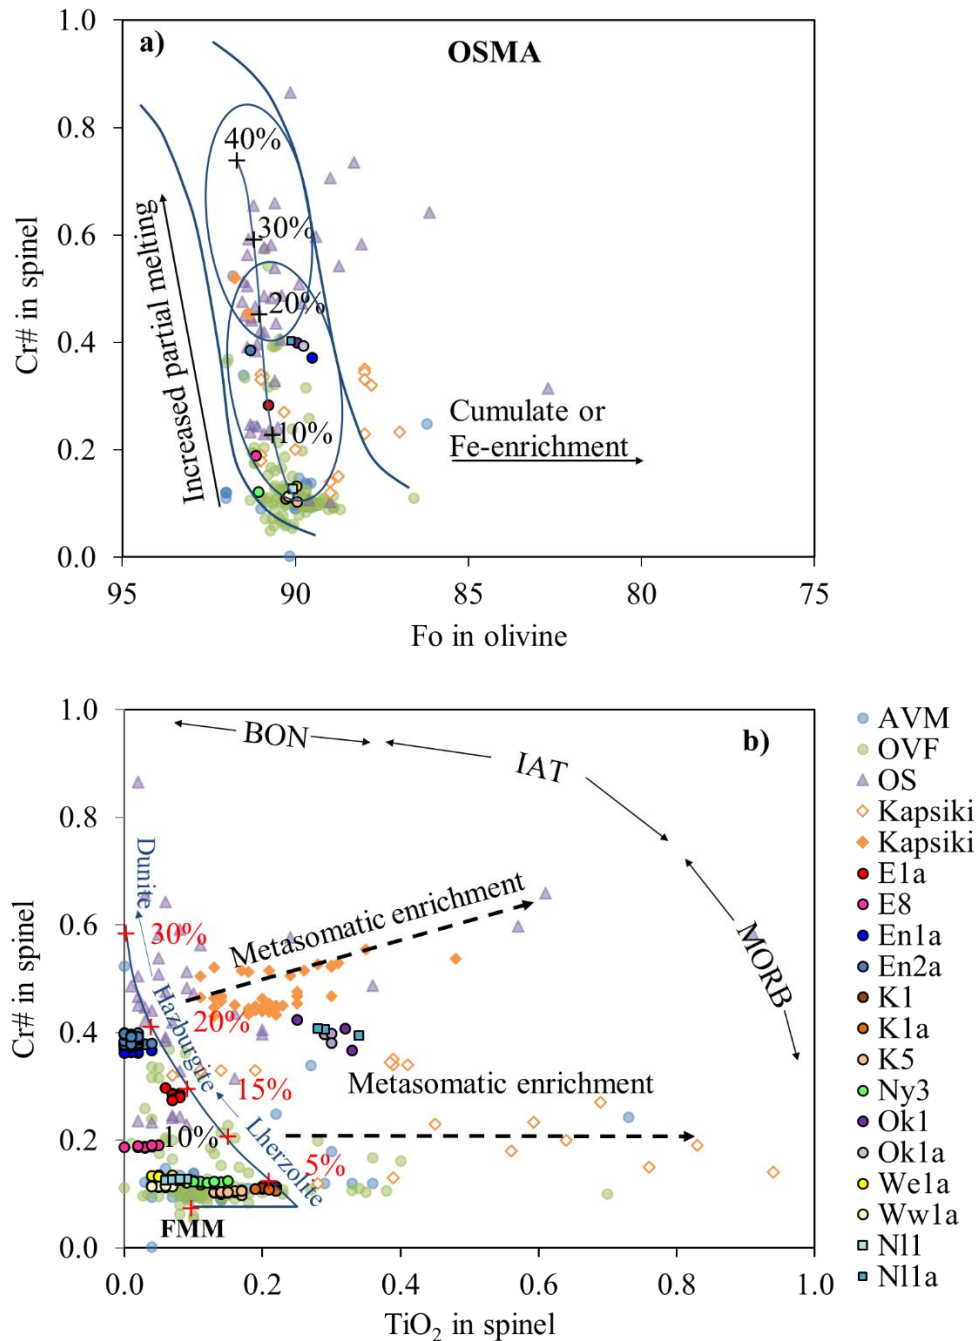 1.0
a)
OSMA
0.8
40%
Cr# in spinel
0.6
30%
Increased partial melting
20%
0.4
Cumulate or
Fe-enrichment
10%
0.2
0.0
95
90
85
80
75
Fo in olivine
1.0
BON
b)
IAT
0.8
Dunite
Metasomatic enrichment
MORB
Cr# in spinel
0.6
30%
20%
Hazburgite
0.4
Metasomatic enrichment
15%
10%
0.2
Lherzolite
5%
FMM
0.0
0.0
0.2
0.4
0.6
0.8
1.0
TiO₂ in spinel
AVM
OVF
OS
Kapsiki
Kapsiki
E1a
E8
En1a
En2a
K1
K1a
K5
Ny3
Ok1
Ok1a
We1a
Ww1a
Nl1
Nl1a